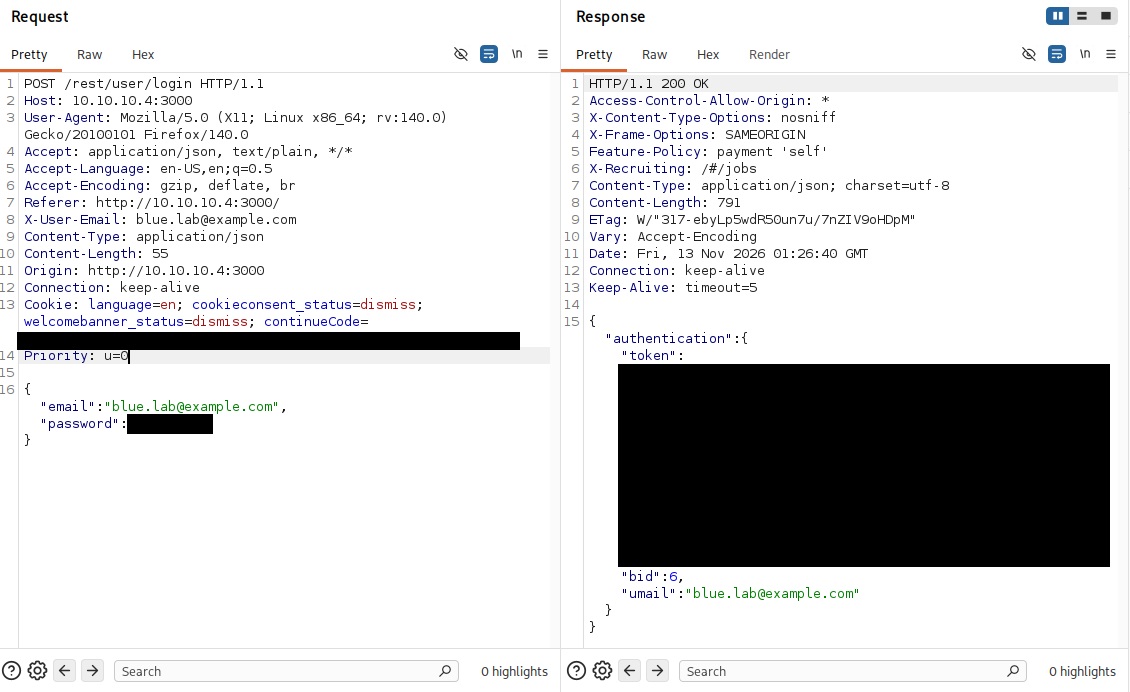 Request
Pretty Raw Hex \n
1 POST /rest/user/login HTTP/1.1
2 Host: 10.10.10.4:3000
3 User-Agent: Mozilla/5.0 (X11; Linux x86_64; rv:140.0)
Gecko/20100101 Firefox/140.0
4 Accept: application/json, text/plain, */*
5 Accept-Language: en-US,en;q=0.5
6 Accept-Encoding: gzip, deflate, br
7 Referer: http://10.10.10.4:3000/
8 X-User-Email: blue.lab@example.com
9 Content-Type: application/json
10 Content-Length: 55
11 Origin: http://10.10.10.4:3000
12 Connection: keep-alive
13 Cookie: language=en; cookieconsent_status=dismiss;
welcomebanner_status=dismiss; continueCode=
14 Priority: u=0
15
16 {
"email":"blue.lab@example.com",
"password":
}
Search 0 highlights
Response
Pretty Raw Hex Render \n
1 HTTP/1.1 200 OK
2 Access-Control-Allow-Origin: *
3 X-Content-Type-Options: nosniff
4 X-Frame-Options: SAMEORIGIN
5 Feature-Policy: payment 'self'
6 X-Recruiting: /#/jobs
7 Content-Type: application/json; charset=utf-8
8 Content-Length: 791
9 ETag: W/"317-ebyLp5wdR50un7u/7nZIV9oHDpM"
10 Vary: Accept-Encoding
11 Date: Fri, 13 Nov 2026 01:26:40 GMT
12 Connection: keep-alive
13 Keep-Alive: timeout=5
14
15 {
"authentication":{
"token":
"bid":6,
"umail":"blue.lab@example.com"
}
}
Search 0 highlights